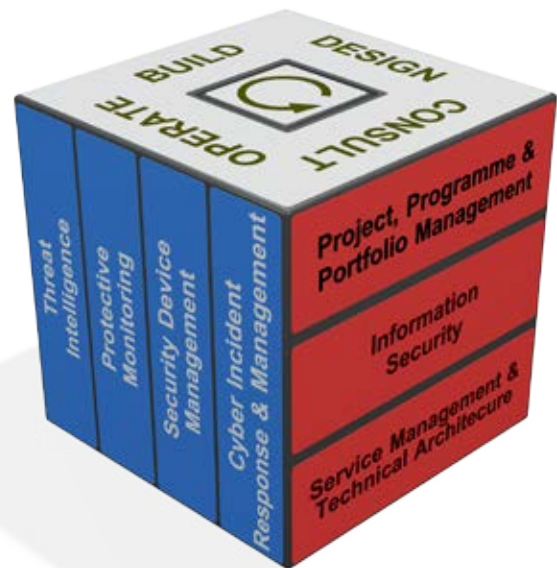 BUILD
DESIGN
OPERATE
CONSULT
Threat
Intelligence
Protective
Monitoring
Security Device
Management
Cyber Incident
Response & Management
Project, Programme &
Portfolio Management
Information
Security
Service Management &
Technical Architecure